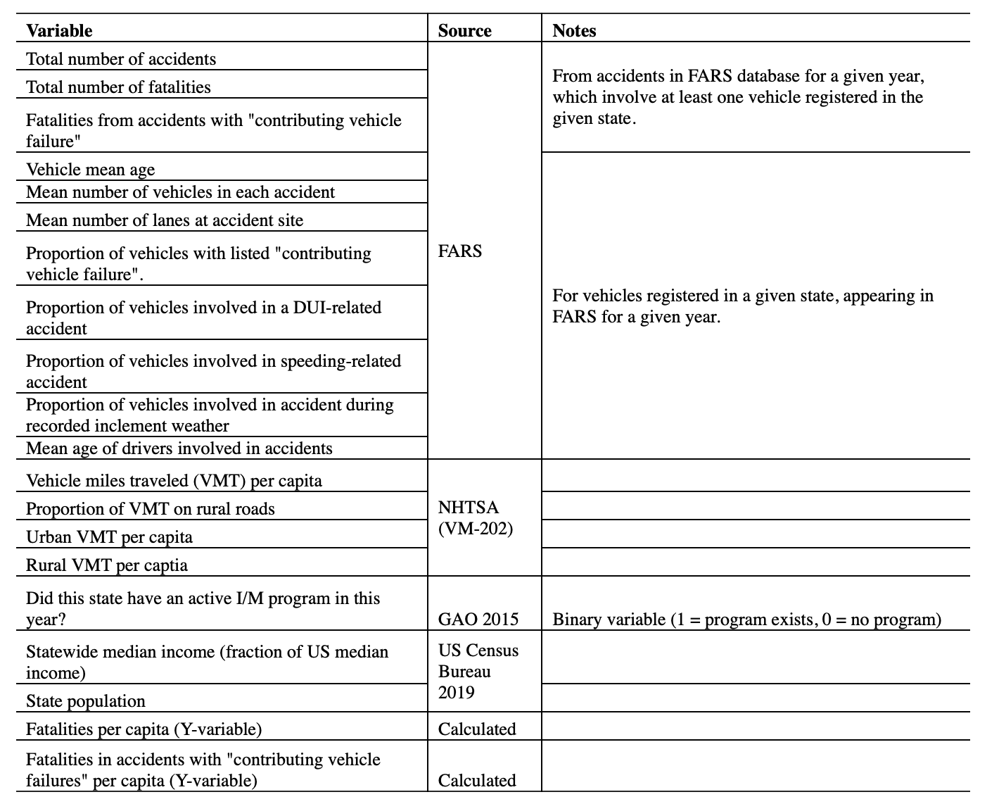 Variable
Source
Notes
Total number of accidents
Total number of fatalities
Fatalities from accidents with "contributing vehicle
failure"
From accidents in FARS database for a given year,
which involve at least one vehicle registered in the
given state.
Vehicle mean age
Mean number of vehicles in each accident
Mean number of lanes at accident site
Proportion of vehicles with listed "contributing
vehicle failure".
Proportion of vehicles involved in a DUI-related
accident
Proportion of vehicles involved in speeding-related
accident
Proportion of vehicles involved in accident during
recorded inclement weather
Mean age of drivers involved in accidents
FARS
For vehicles registered in a given state, appearing in
FARS for a given year.
Vehicle miles traveled (VMT) per capita
Proportion of VMT on rural roads
Urban VMT per capita
Rural VMT per captia
NHTSA
(VM-202)
Did this state have an active I/M program in this
year?
GAO 2015
Binary variable (1 = program exists, 0 = no program)
Statewide median income (fraction of US median
income)
State population
US Census
Bureau
2019
Fatalities per capita (Y-variable)
Calculated
Fatalities in accidents with "contributing vehicle
failures" per capita (Y-variable)
Calculated